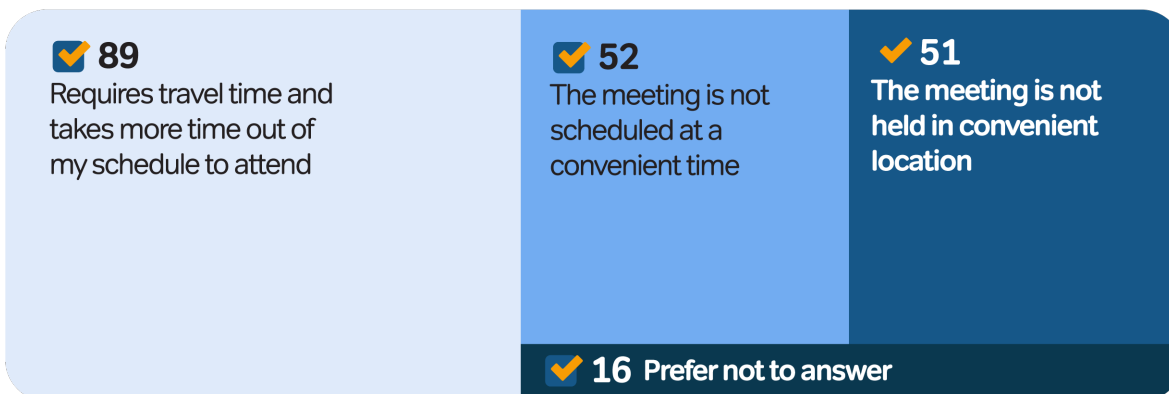 89
Requires travel time and
takes more time out of
my schedule to attend
52
The meeting is not
scheduled at a
convenient time
51
The meeting is not
held in convenient
location
16 Prefer not to answer